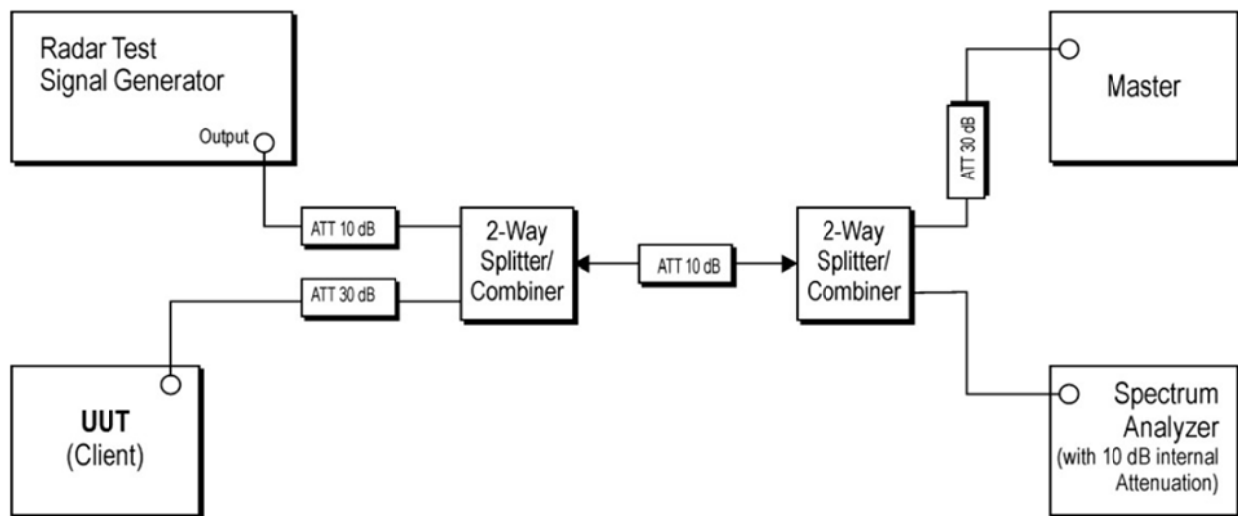 Radar Test
Signal Generator
Output
ATT 10 dB
ATT 30 dB
UUT
(Client)
2-Way
Splitter/
Combiner
ATT 10 dB
2-Way
Splitter/
Combiner
ATT 30 dB
Master
Spectrum
Analyzer
(with 10 dB internal
Attenuation)